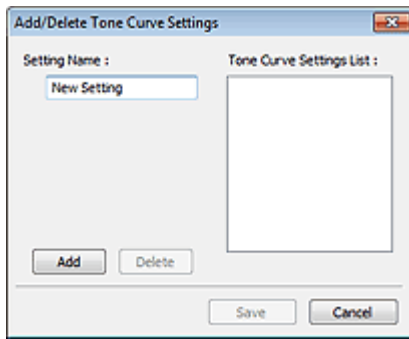 Add/Delete Tone Curve Settings
Setting Name :
New Setting
Tone Curve Settings List :
Add
Delete
Save
Cancel